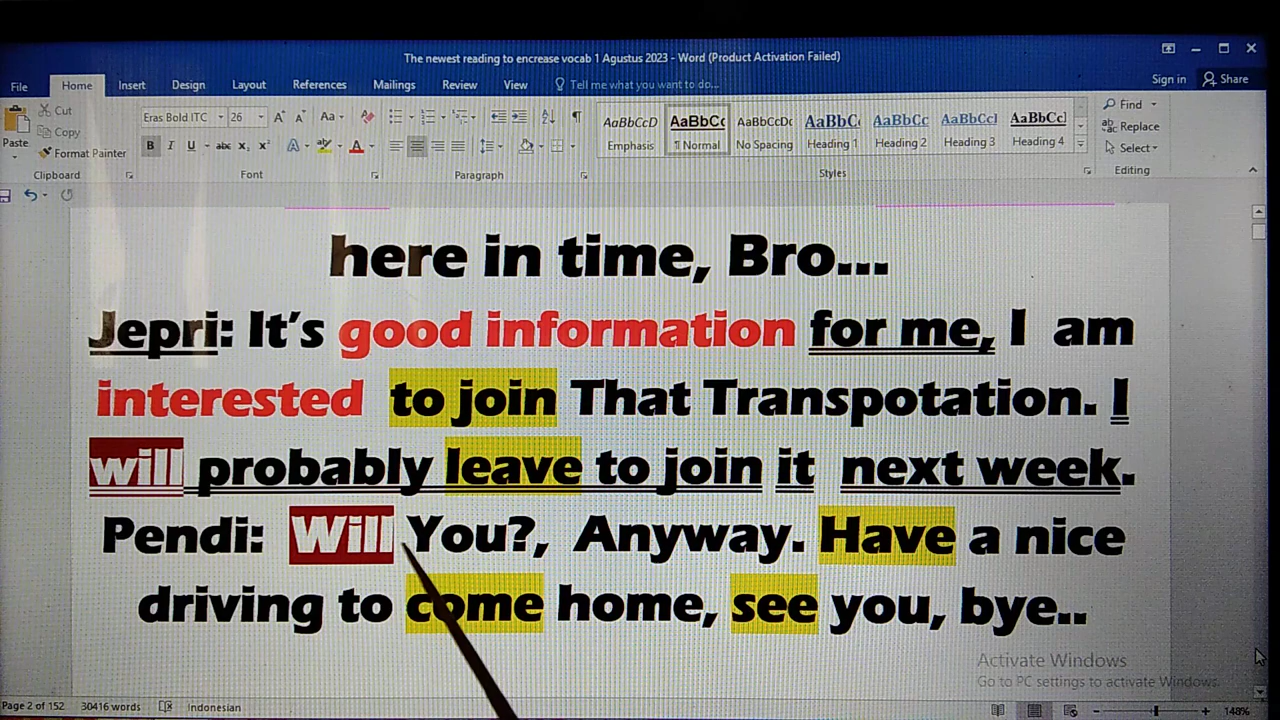 The newest reading to encrease vocab 1 Agustus 2023 - Word (Product Activation Failed)
File Home Insert Design Layout References Mailings Review View Tell me what you want to do... Sign in Share
Cut
Copy
Paste
Format Painter
Clipboard
Eras Bold ITC 26
Font
Paragraph
AaBbCcD Emphasis
AaBbCc ¶ Normal
AaBbCcDc No Spacing
AaBbC Heading 1
AaBbCc Heading 2
AaBbCcI Heading 3
AaBbCcl Heading 4
Styles
Find
Replace
Select
Editing
here in time, Bro...
Jepri: It's good information for me, I am
interested to join That Transpotation. I
will probably leave to join it next week.
Pendi: Will You?, Anyway. Have a nice
driving to come home, see you, bye..
Activate Windows
Go to PC settings to activate Windows.
Page 2 of 152 30416 words Indonesian 148%